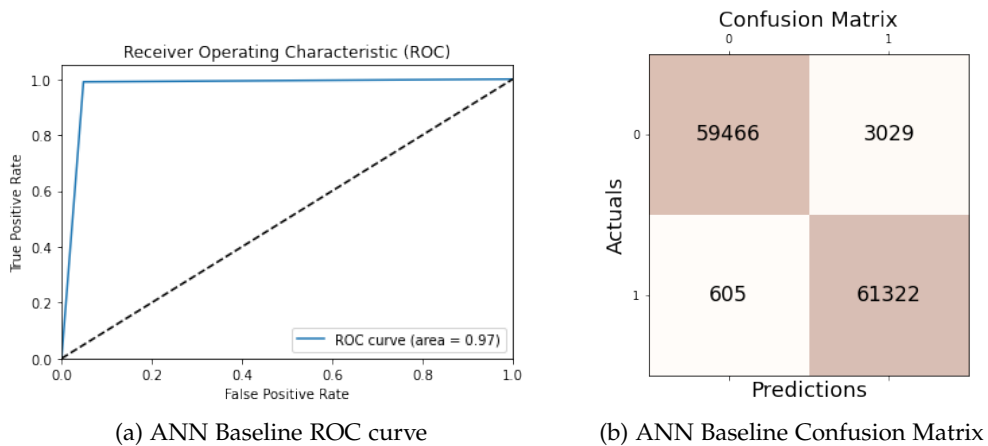 Receiver Operating Characteristic (ROC)
True Positive Rate
1.0
0.8
0.6
0.4
0.2
0.0
0.0 0.2 0.4 0.6 0.8 1.0
False Positive Rate
ROC curve (area = 0.97)
(a) ANN Baseline ROC curve
Confusion Matrix
0 1
Actuals
0 59466 3029
1 605 61322
Predictions
(b) ANN Baseline Confusion Matrix